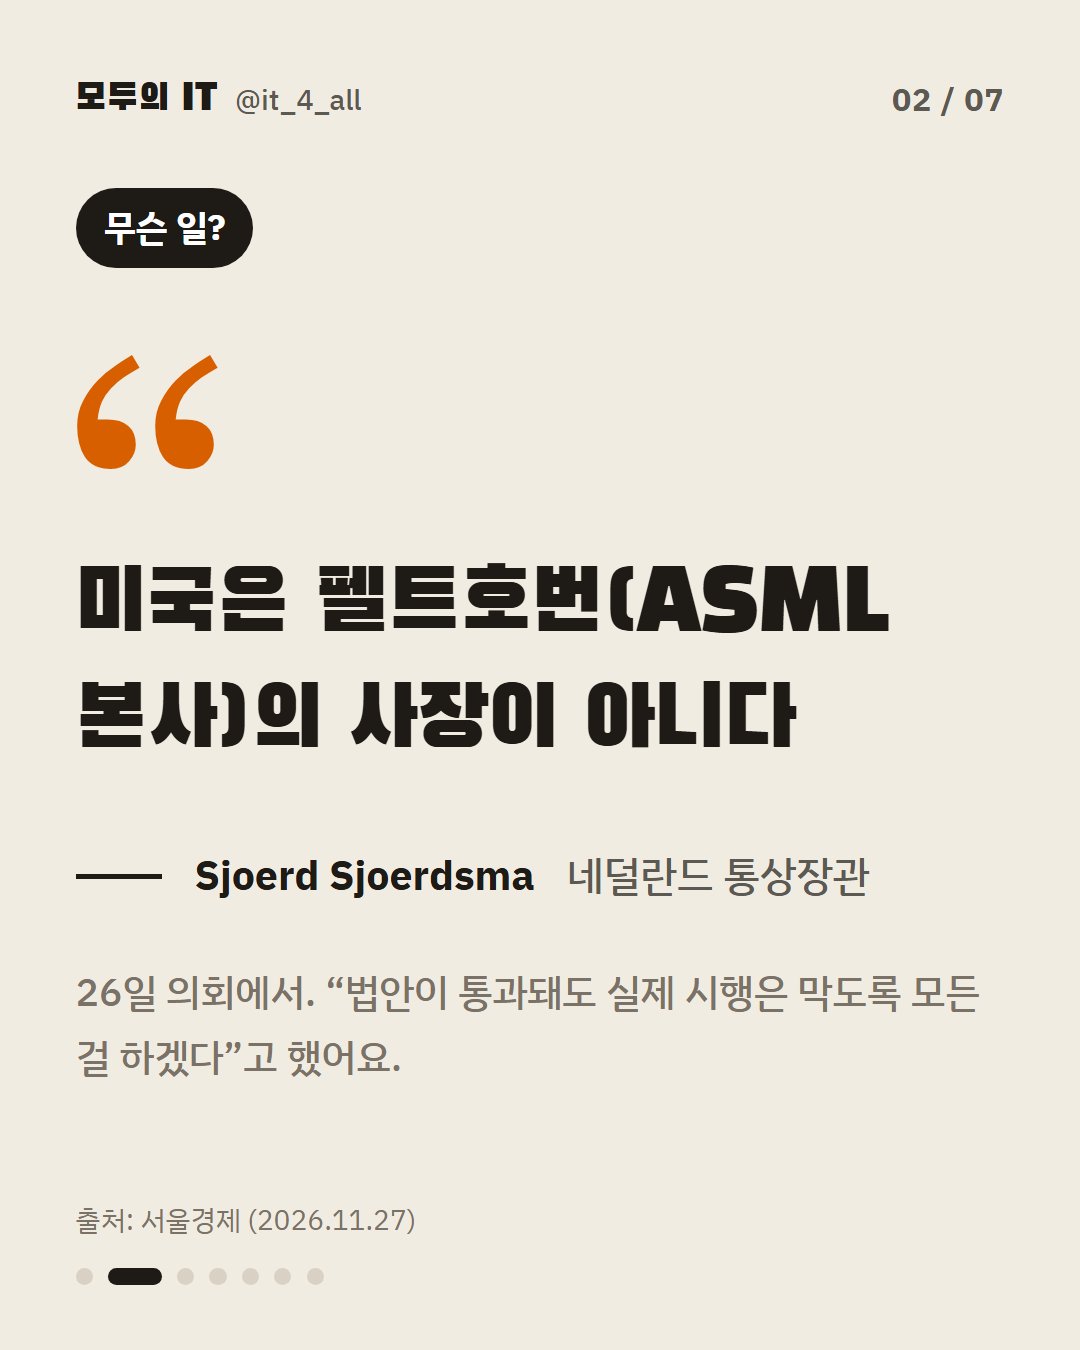 모두의 IT @it_4_all
02 / 07
무슨 일?
“
미국은 펠트호번(ASML
본사)의 사장이 아니다
— Sjoerd Sjoerdsma 네덜란드 통상장관
26일 의회에서. “법안이 통과돼도 실제 시행은 막도록 모든
걸 하겠다”고 했어요.
출처: 서울경제 (2026.11.27)